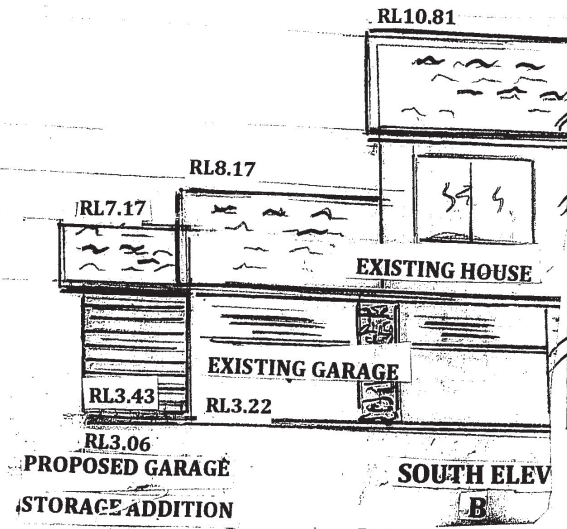 RL10.81
RL8.17
RL7.17
EXISTING HOUSE
EXISTING GARAGE
RL3.43
RL3.22
RL3.06
PROPOSED GARAGE
STORAGE ADDITION
SOUTH ELEV
B